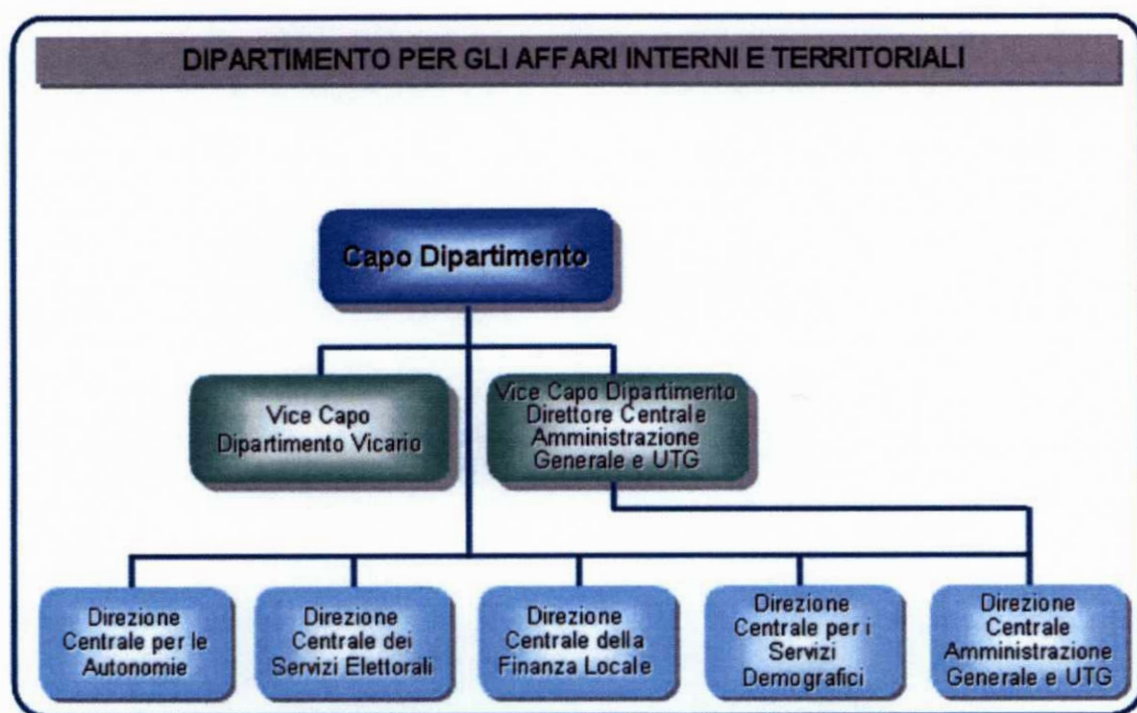 DIPARTIMENTO PER GLI AFFARI INTERNI E TERRITORIALI
Capo Dipartimento
Vice Capo
Dipartimento Vicario
Vice Capo Dipartimento
Direttore Centrale
Amministrazione
Generale e UTG
Direzione
Centrale per le
Autonomie
Direzione
Centrale dei
Servizi Elettorali
Direzione
Centrale della
Finanza Locale
Direzione
Centrale per i
Servizi
Demografici
Direzione
Centrale
Amministrazione
Generale e UTG